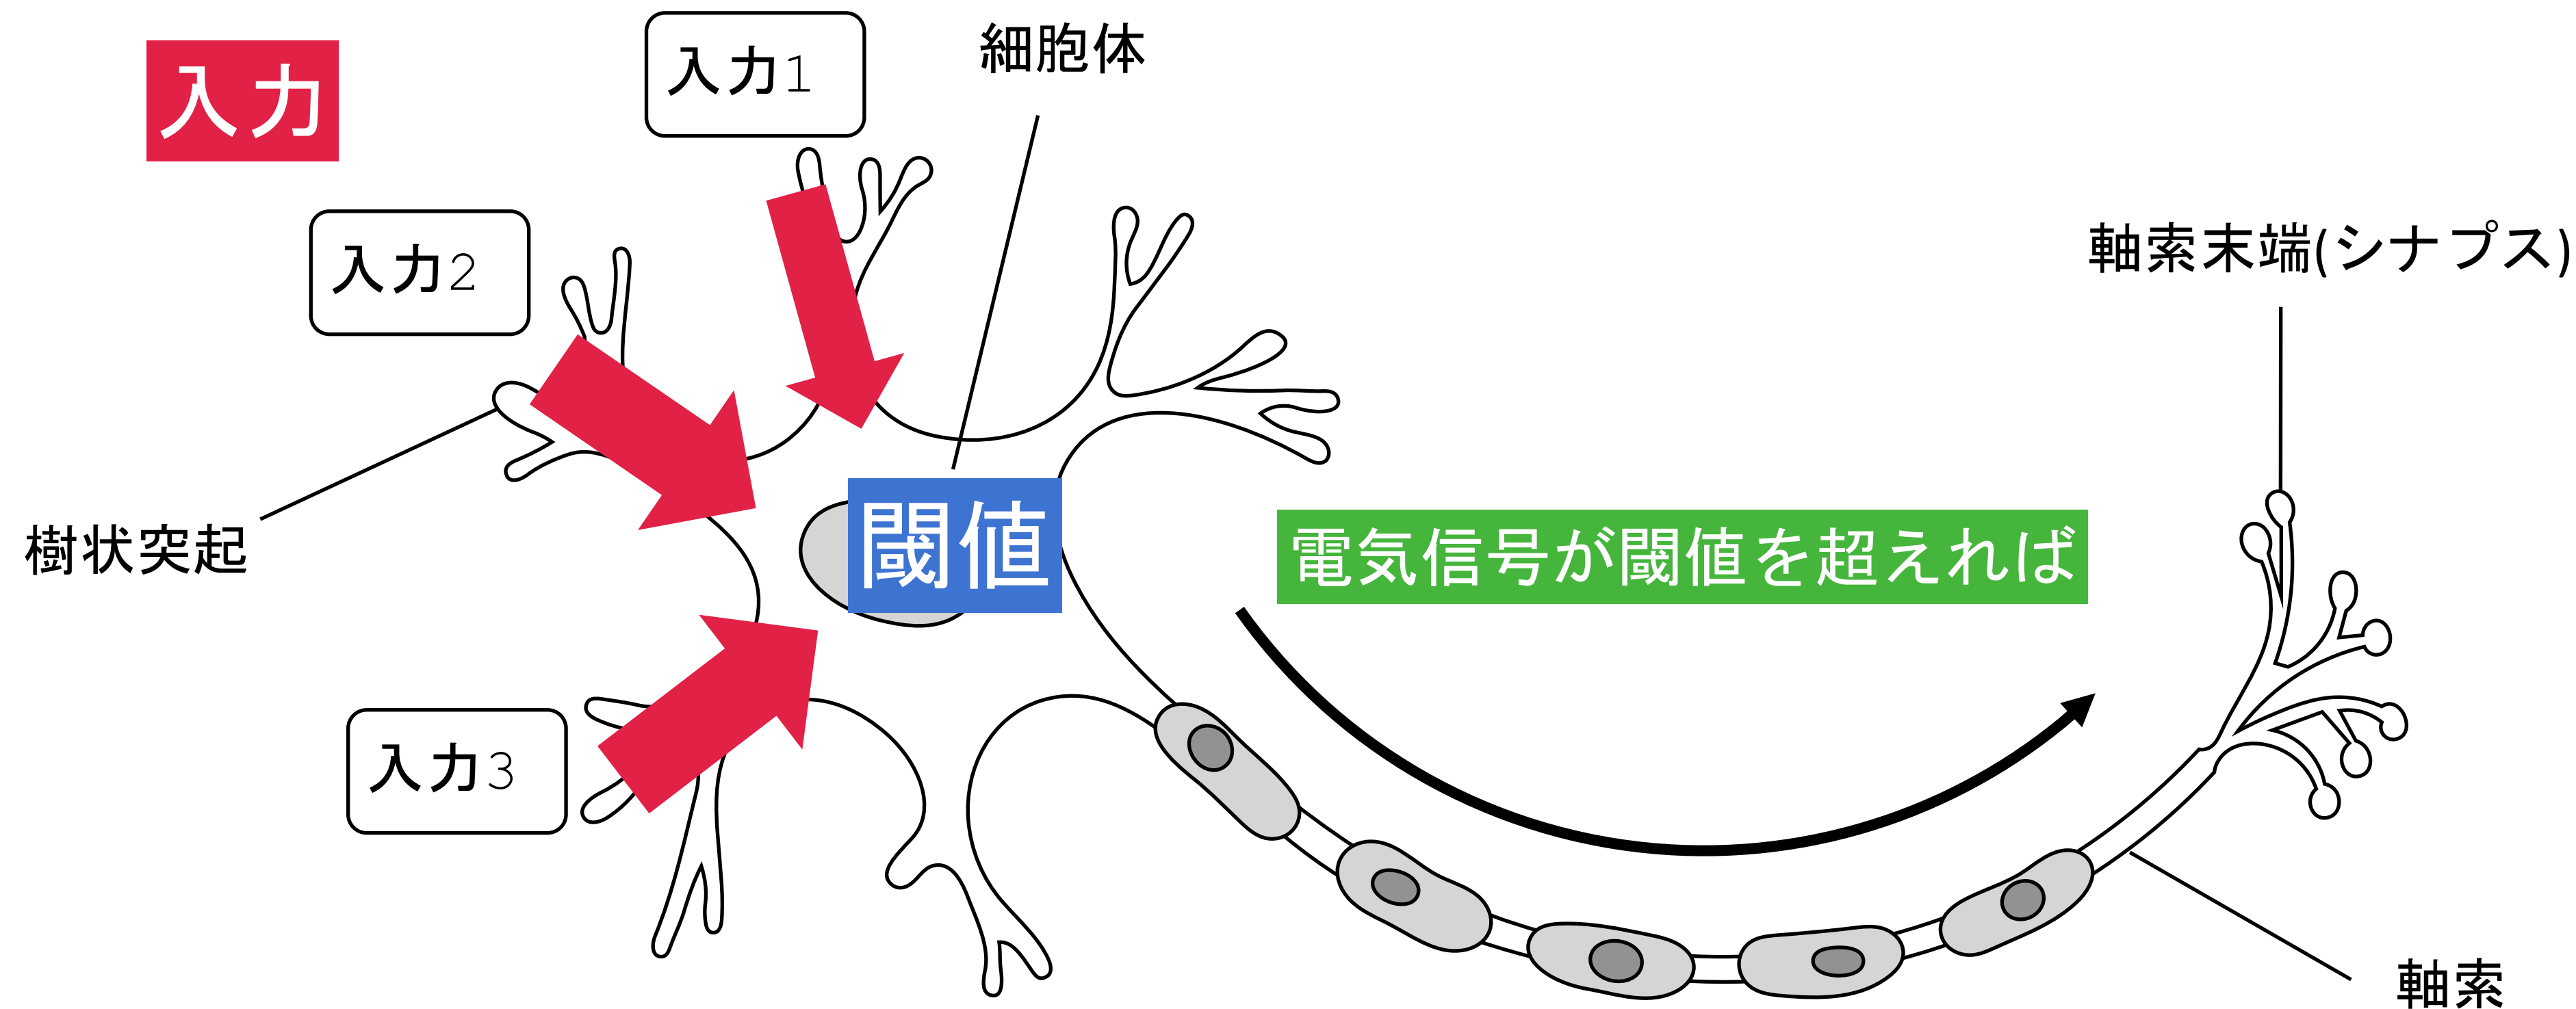 入力
入力1
細胞体
入力2
軸索末端(シナプス)
樹状突起
閾値
電気信号が閾値を超えれば
入力3
軸索